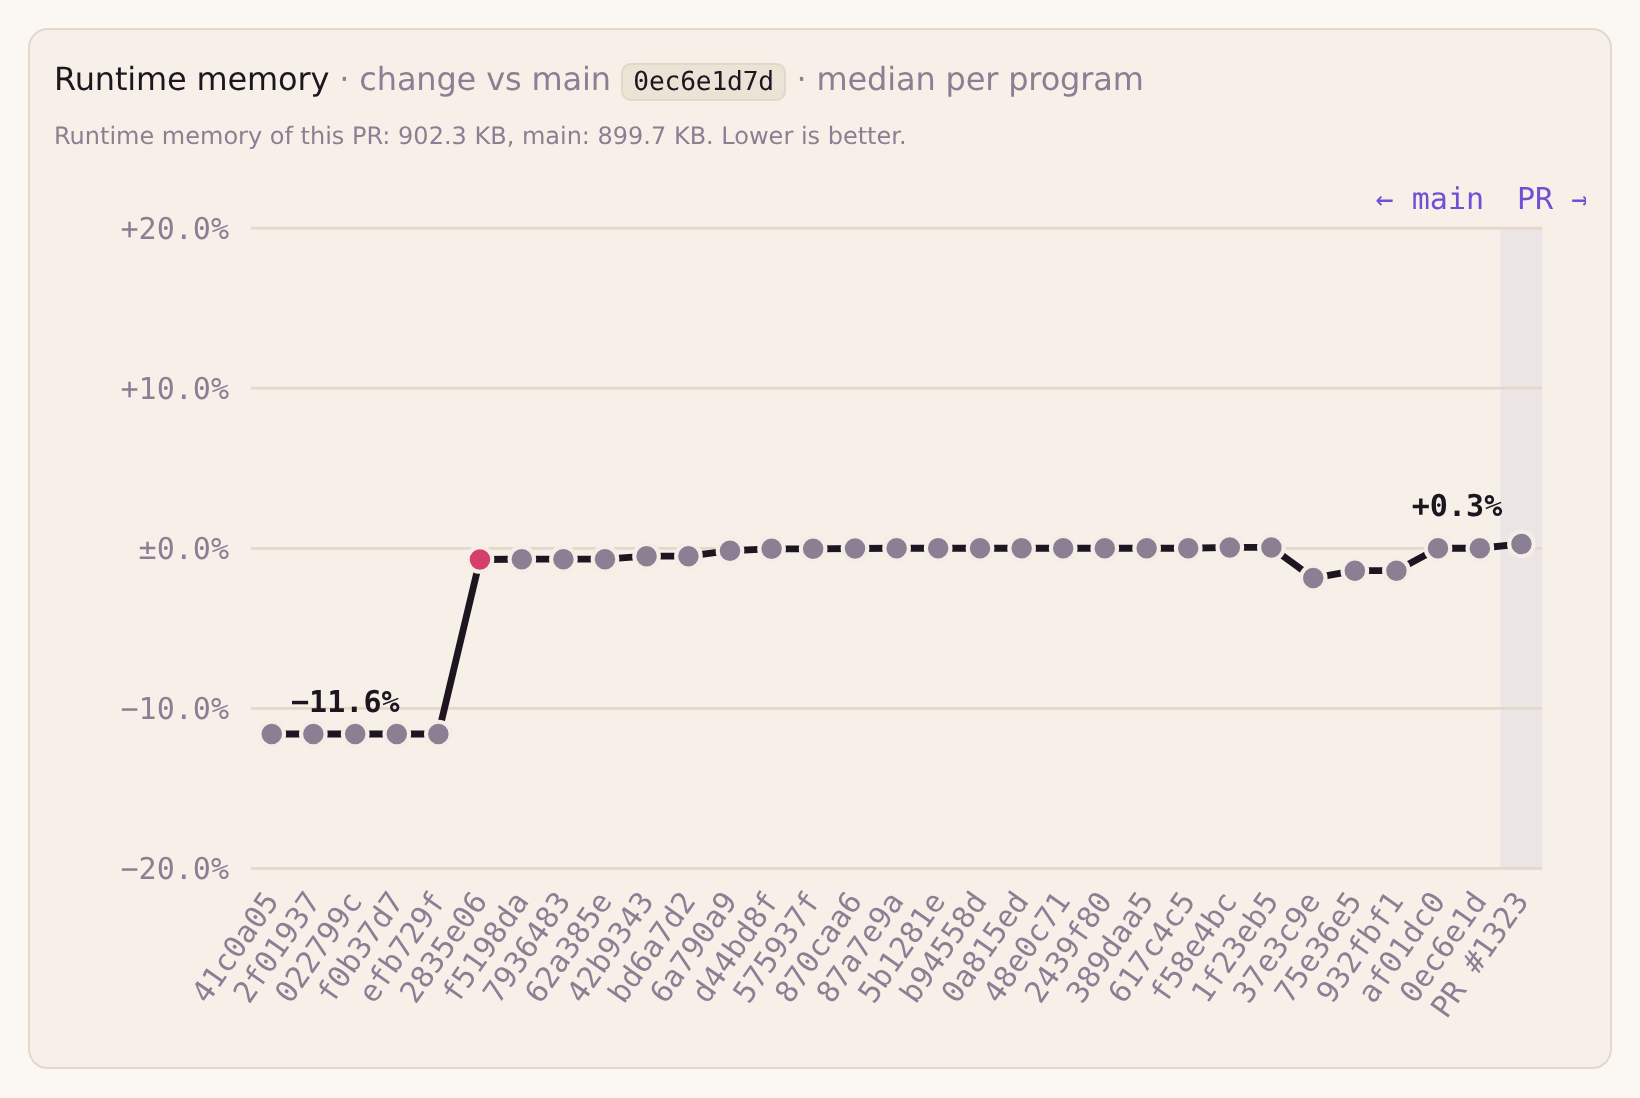 Runtime memory · change vs main 0ec6e1d7d · median per program
Runtime memory of this PR: 902.3 KB, main: 899.7 KB. Lower is better.
← main PR →
+20.0%
+10.0%
+0.3%
±0.0%
−11.6%
−10.0%
−20.0%
41c0a05
2f01937
022799c
f0b37d7
efb729f
2835e06
f5198da
7936483
62a385e
42b9343
bd6a7d2
6a790a9
d44bd8f
575937f
870caa6
87a7e9a
5b1281e
b94558d
0a815ed
48e0c71
2439f80
389daa5
617c4c5
f58e4bc
1f23eb5
37e3c9e
75e36e5
932fbf1
af01dc0
0ec6e1d
PR #1323